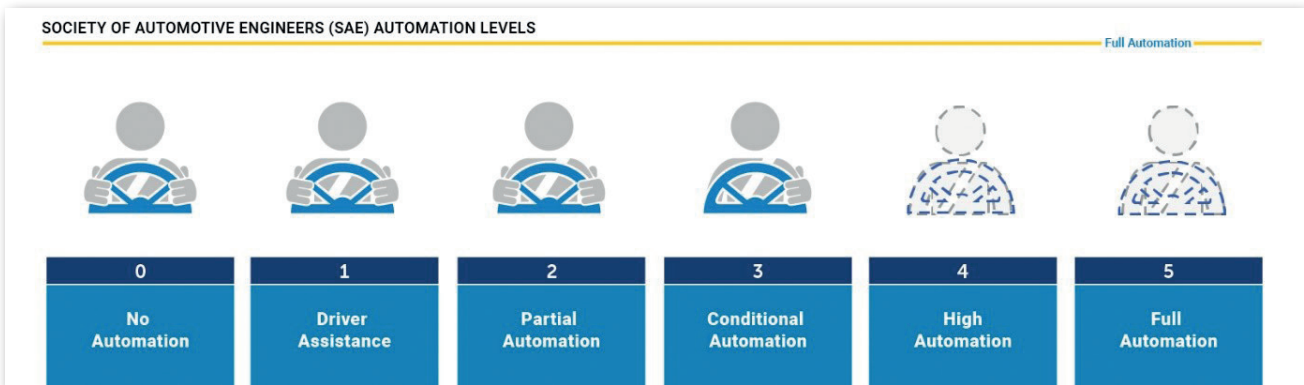 SOCIETY OF AUTOMOTIVE ENGINEERS (SAE) AUTOMATION LEVELS
Full Automation
0
No
Automation
1
Driver
Assistance
2
Partial
Automation
3
Conditional
Automation
4
High
Automation
5
Full
Automation